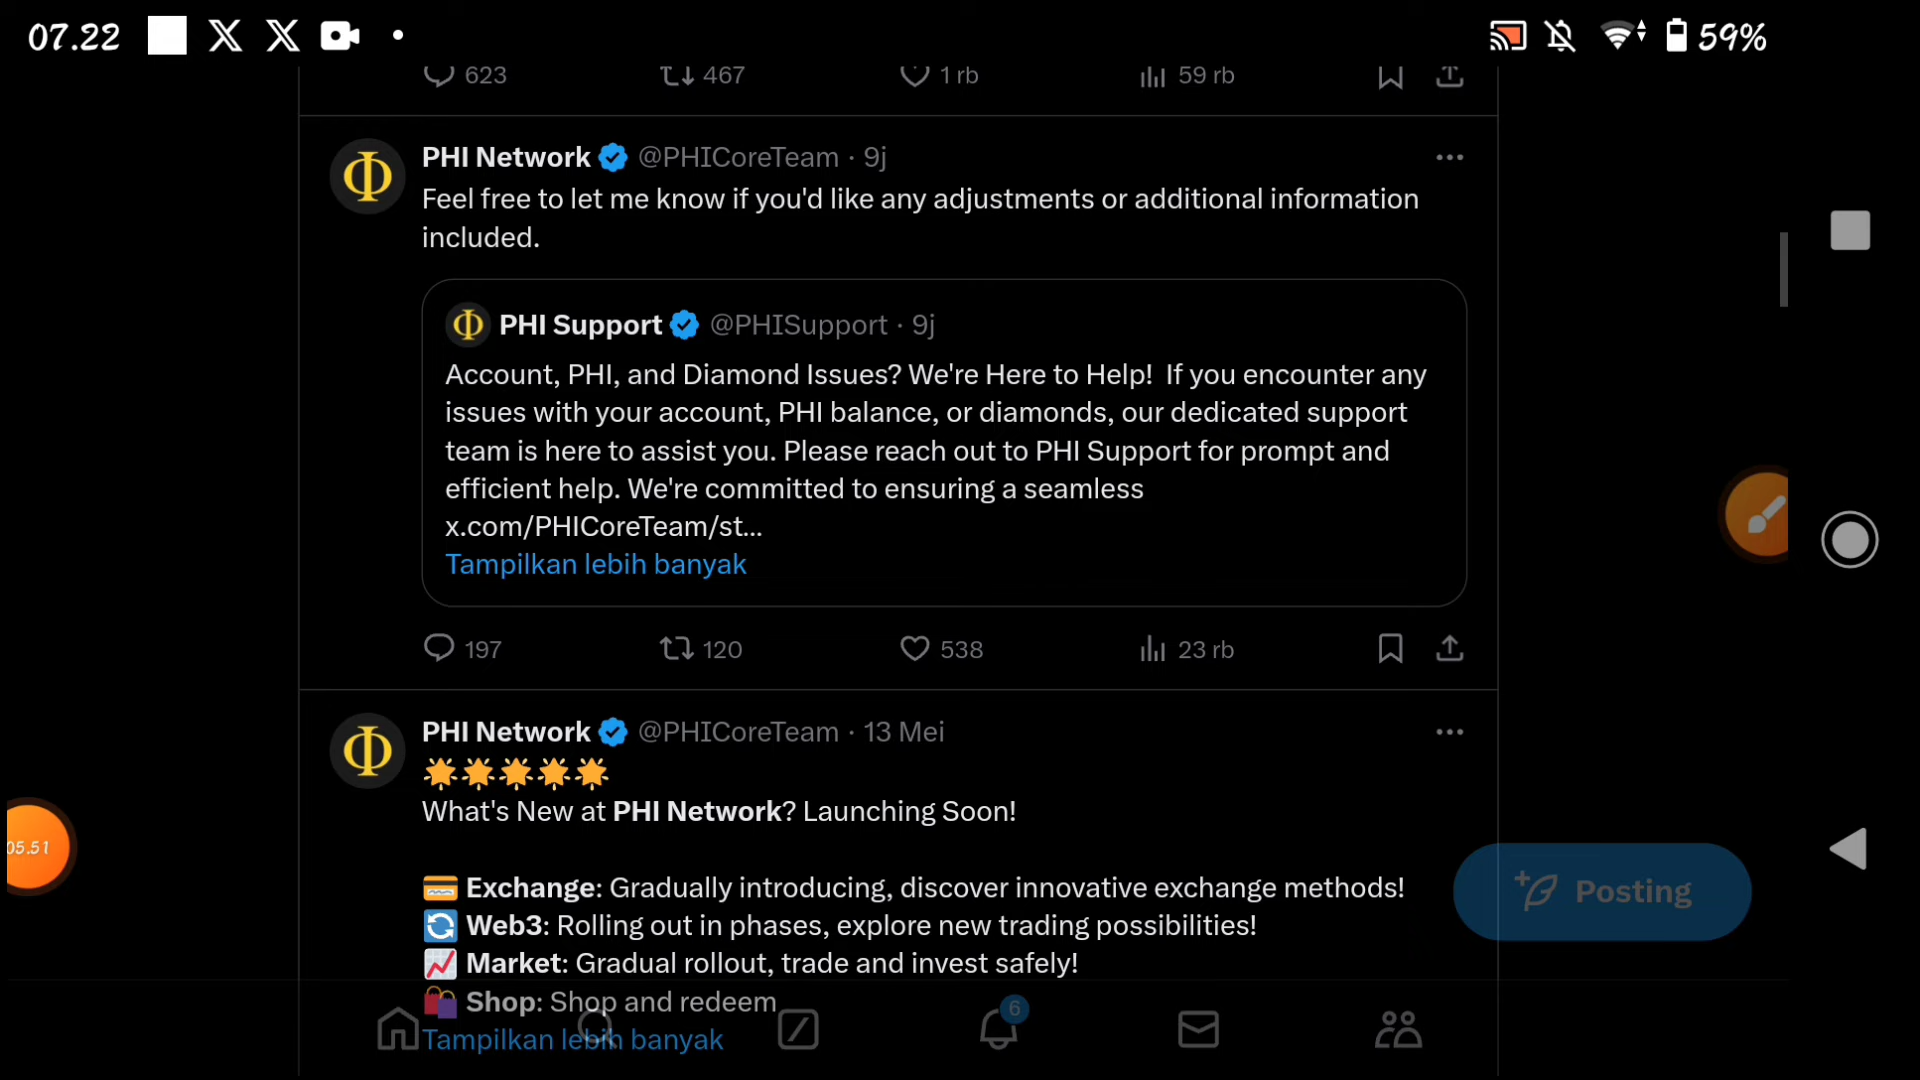 07.22
59%
623 467 1 rb 59 rb
PHI Network @PHICoreTeam · 9j
Feel free to let me know if you'd like any adjustments or additional information
included.
PHI Support @PHISupport · 9j
Account, PHI, and Diamond Issues? We're Here to Help! If you encounter any
issues with your account, PHI balance, or diamonds, our dedicated support
team is here to assist you. Please reach out to PHI Support for prompt and
efficient help. We're committed to ensuring a seamless
x.com/PHICoreTeam/st...
Tampilkan lebih banyak
197 120 538 23 rb
PHI Network @PHICoreTeam · 13 Mei
What's New at PHI Network? Launching Soon!
05.51
Exchange: Gradually introducing, discover innovative exchange methods!
Posting
Web3: Rolling out in phases, explore new trading possibilities!
Market: Gradual rollout, trade and invest safely!
Shop: Shop and redeem
6
Tampilkan lebih banyak